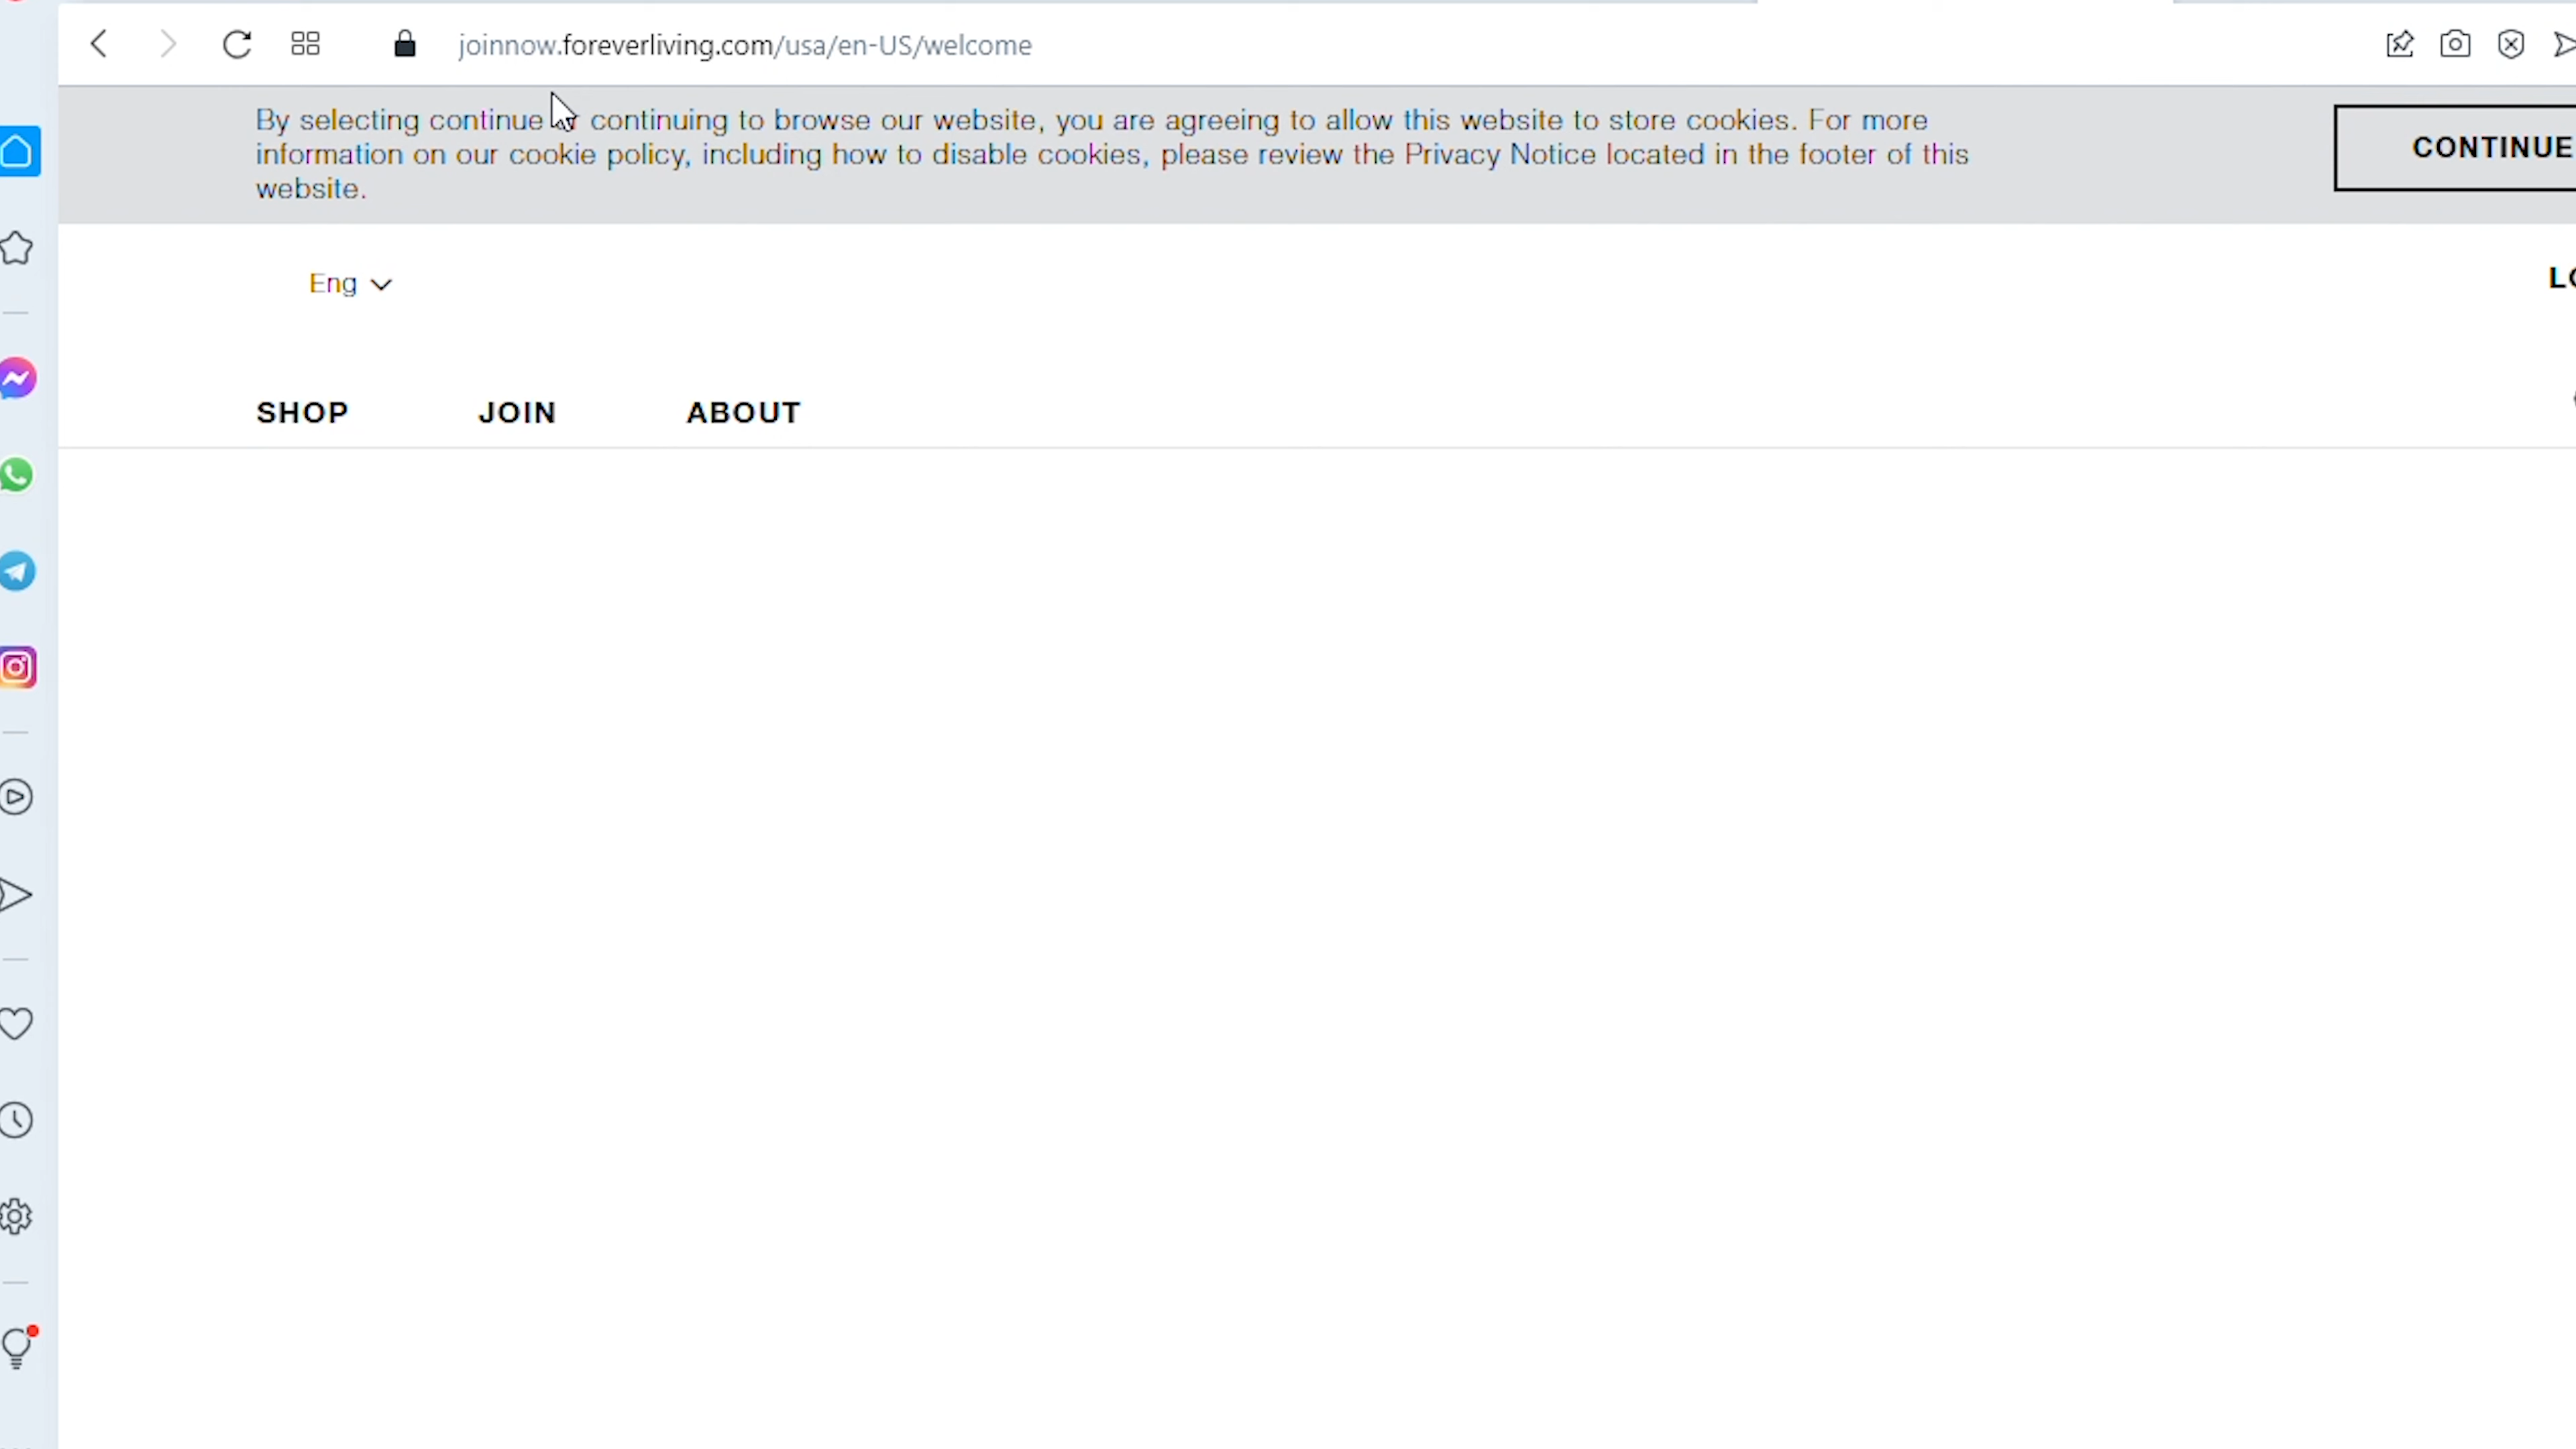 joinnow.foreverliving.com/usa/en-US/welcome
By selecting continue continuing to browse our website, you are agreeing to allow this website to store cookies. For more
information on our cookie policy, including how to disable cookies, please review the Privacy Notice located in the footer of this
website.
CONTINUE
Eng
SHOP JOIN ABOUT